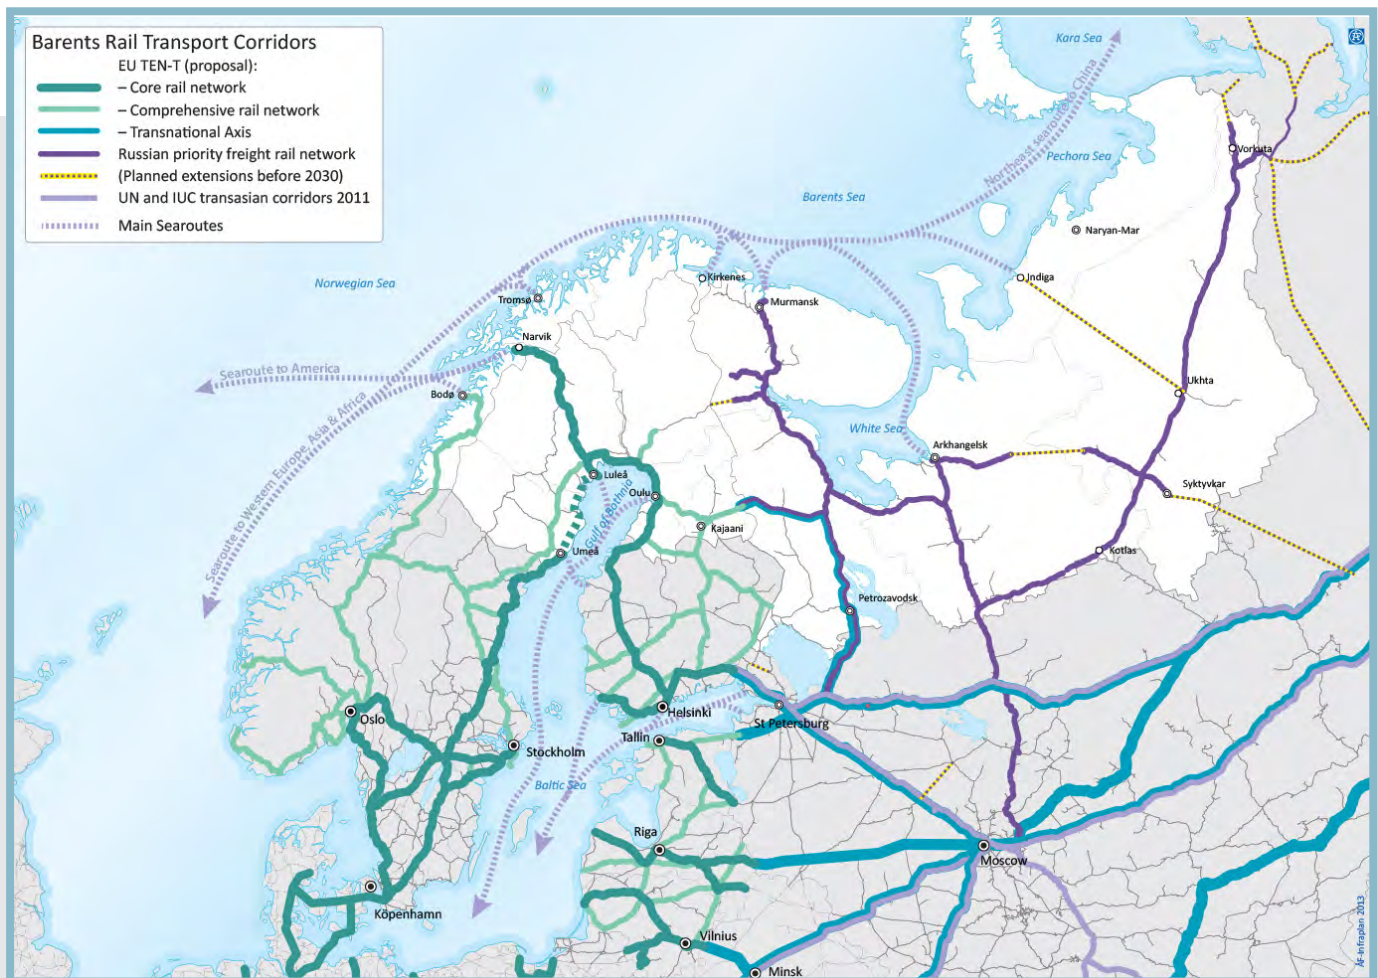 Barents Rail Transport Corridors
EU TEN-T (proposal):
– Core rail network
– Comprehensive rail network
– Transnational Axis
Russian priority freight rail network
(Planned extensions before 2030)
UN and IUC transasian corridors 2011
Main Searoutes
Kara Sea
Northeast searoute to China
Pechora Sea
Vorkuta
Barents Sea
Naryan-Mar
Norwegian Sea
Kirkenes
Indiga
Tromsø
Murmansk
Narvik
Searoute to America
Bodø
Ukhta
Searoute to Western Europe, Asia & Africa
White Sea
Arkhangelsk
Luleå
Oulu
Syktyvkar
Gulf of Bothnia
Kajaani
Umeå
Kotlas
Petrozavodsk
Oslo
Helsinki
St Petersburg
Tallin
Stockholm
Baltic Sea
Riga
Moscow
Köpenhamn
Vilnius
Minsk
ÅF-Infraplan 2013